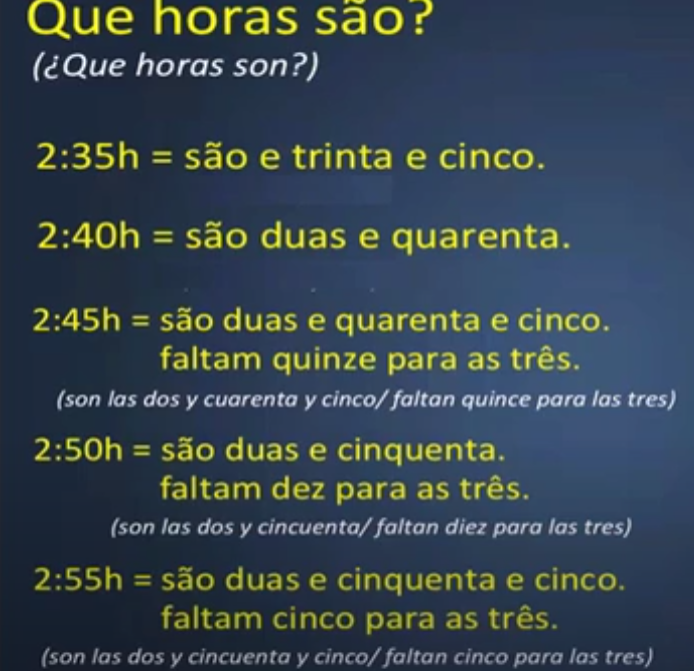 Que horas são?
(¿Que horas son?)
2:35h = são e trinta e cinco.
2:40h = são duas e quarenta.
2:45h = são duas e quarenta e cinco.
faltam quinze para as três.
(son las dos y cuarenta y cinco/ faltan quince para las tres)
2:50h = são duas e cinquenta.
faltam dez para as três.
(son las dos y cincuenta/ faltan diez para las tres)
2:55h = são duas e cinquenta e cinco.
faltam cinco para as três.
(son las dos y cincuenta y cinco/ faltan cinco para las tres)